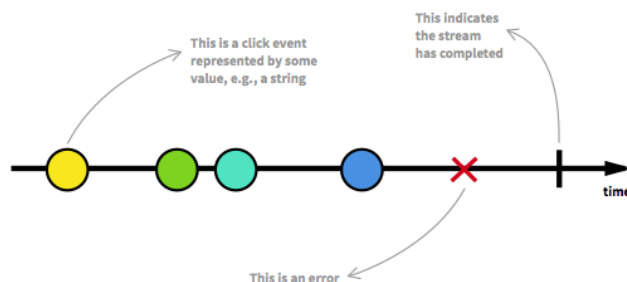 This is a click event
represented by some
value, e.g., a string
This indicates
the stream
has completed
time
This is an error